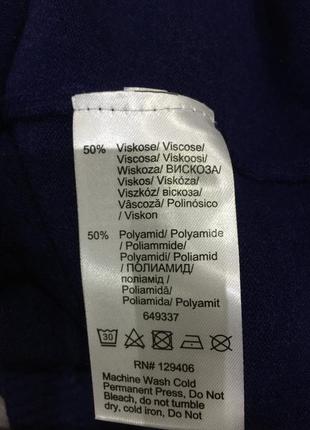 50% Viskose/ Viscose/
Viscosa/ Viskoosi/
Wiskoza/ ВИСКОЗА/
Viskos/ Viskóza/
Viszkóz/ віскоза/
Vâscoză/ Polinósico
/ Viskon
50% Polyamid/ Polyamide
/ Poliammide/
Polyamidi/ Poliamid
/ ПОЛИАМИД/
поліамід /
Poliamidă/
Poliamida/ Polyamit
649337
30
RN# 129406
Machine Wash Cold
Permanent Press, Do Not
Bleach, do not tumble
dry, cold iron, Do Not